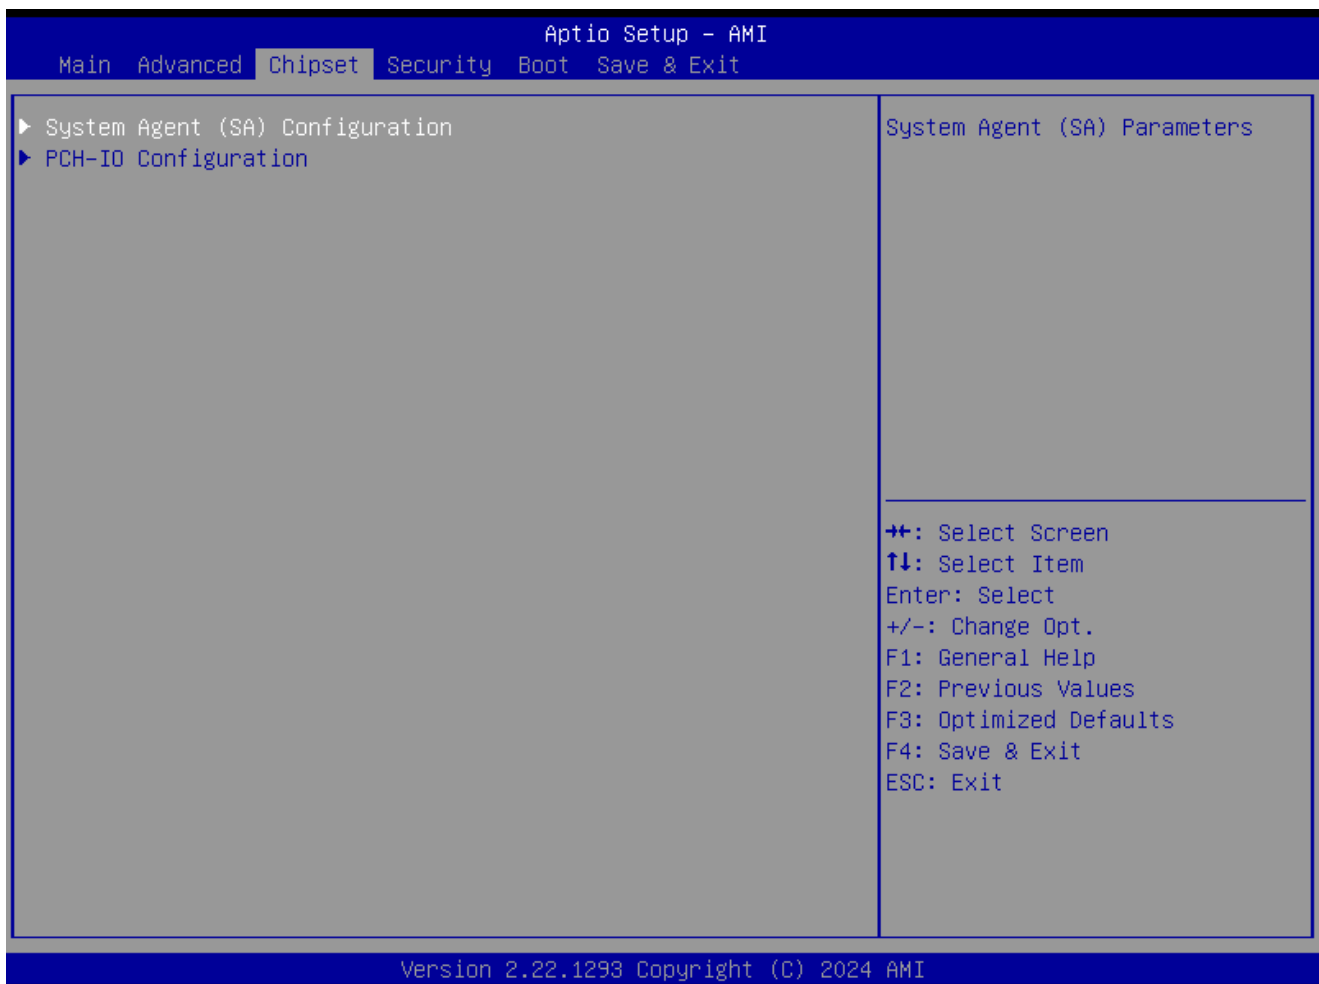 Aptio Setup – AMI
Main Advanced Chipset Security Boot Save & Exit
▶ System Agent (SA) Configuration
▶ PCH-IO Configuration
System Agent (SA) Parameters
→←: Select Screen
↑↓: Select Item
Enter: Select
+/-: Change Opt.
F1: General Help
F2: Previous Values
F3: Optimized Defaults
F4: Save & Exit
ESC: Exit
Version 2.22.1293 Copyright (C) 2024 AMI